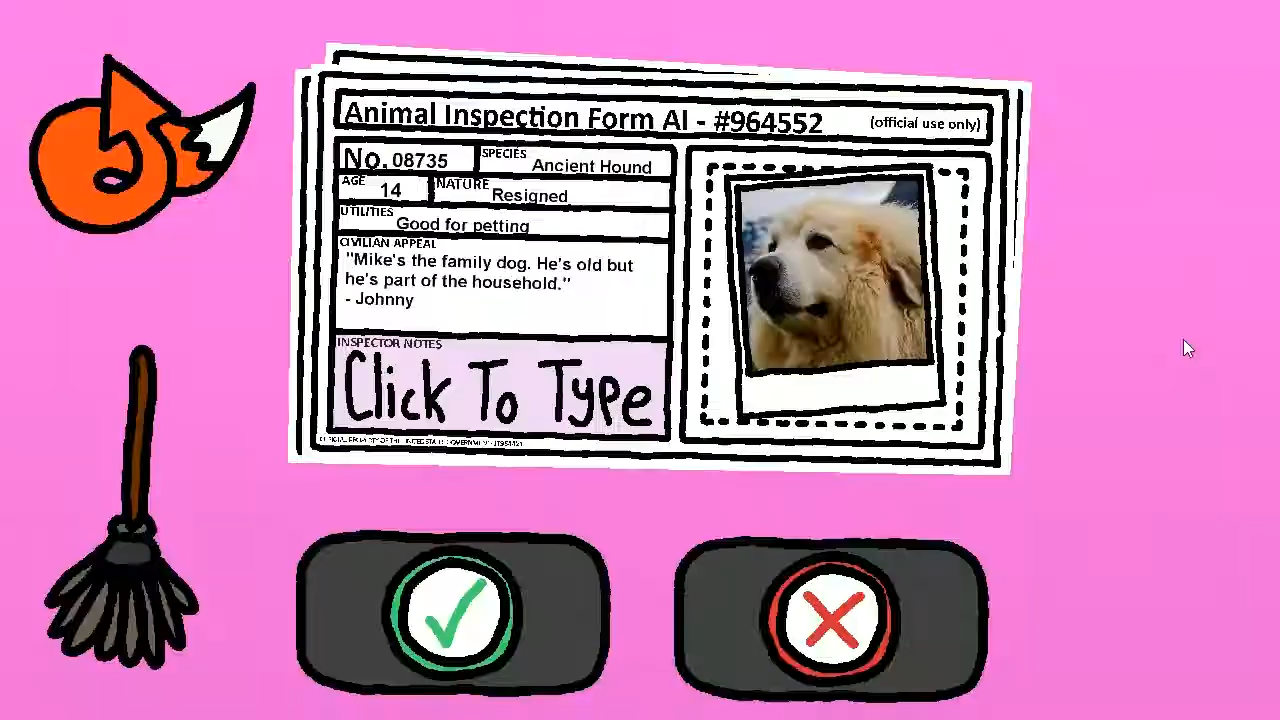 Animal Inspection Form AI - #964552 (official use only)
No. 08735 SPECIES Ancient Hound
AGE 14 NATURE Resigned
UTILITIES Good for petting
CIVILIAN APPEAL
"Mike's the family dog. He's old but
he's part of the household."
- Johnny
INSPECTOR NOTES
Click To Type